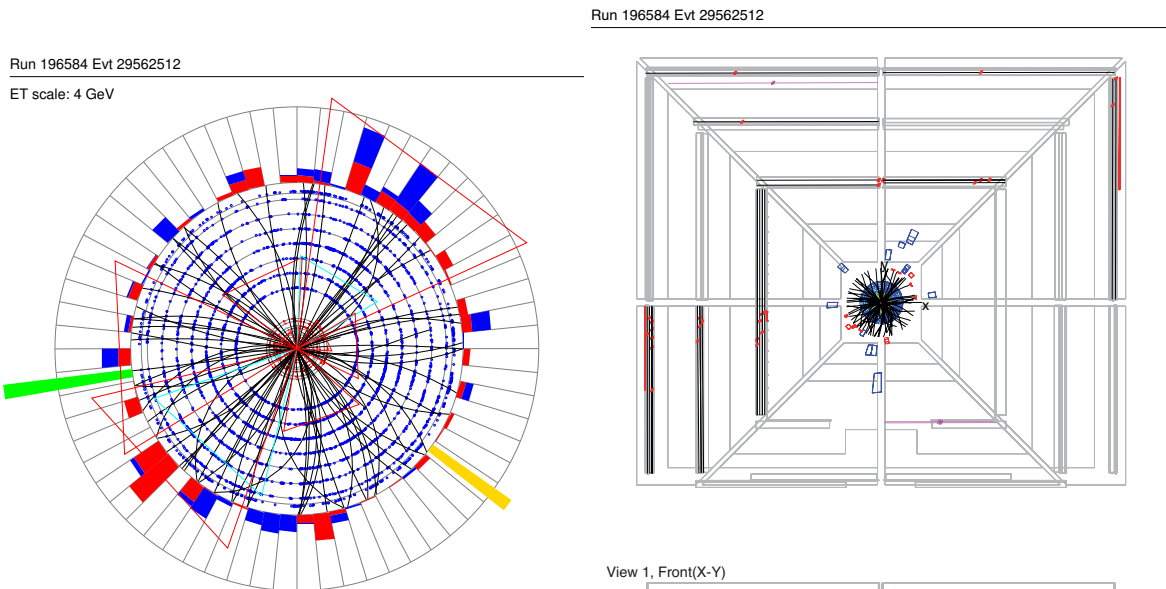 Run 196584 Evt 29562512
ET scale: 4 GeV
Run 196584 Evt 29562512
X
View 1, Front(X-Y)